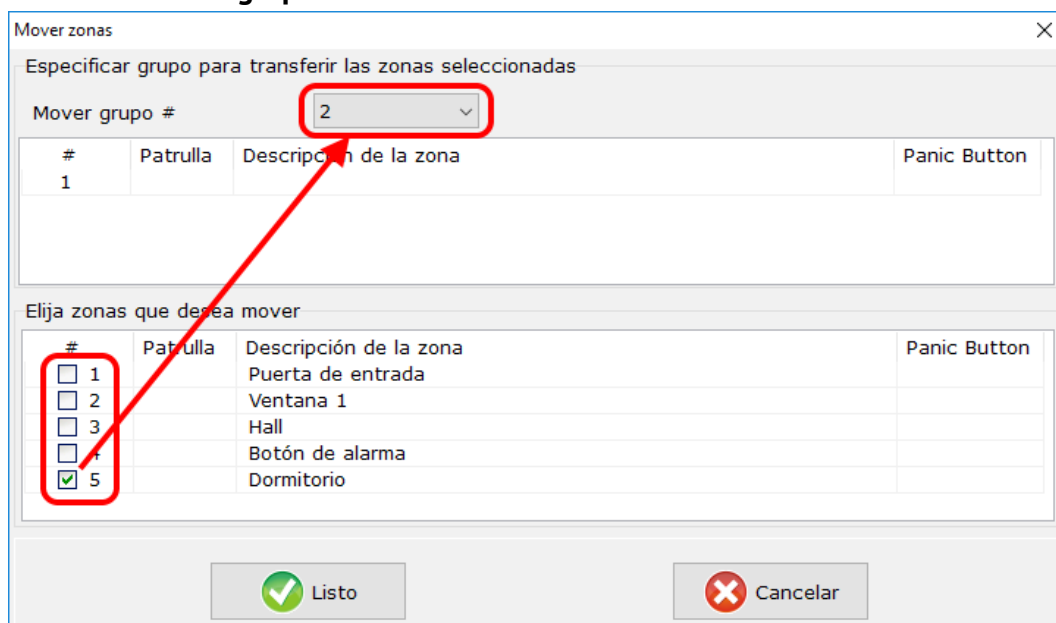 Mover zonas
Especificar grupo para transferir las zonas seleccionadas
Mover grupo # 2
# Patrulla Descripción de la zona Panic Button
1
Elija zonas que desea mover
# Patrulla Descripción de la zona Panic Button
1 Puerta de entrada
2 Ventana 1
3 Hall
4 Botón de alarma
5 Dormitorio
Listo Cancelar